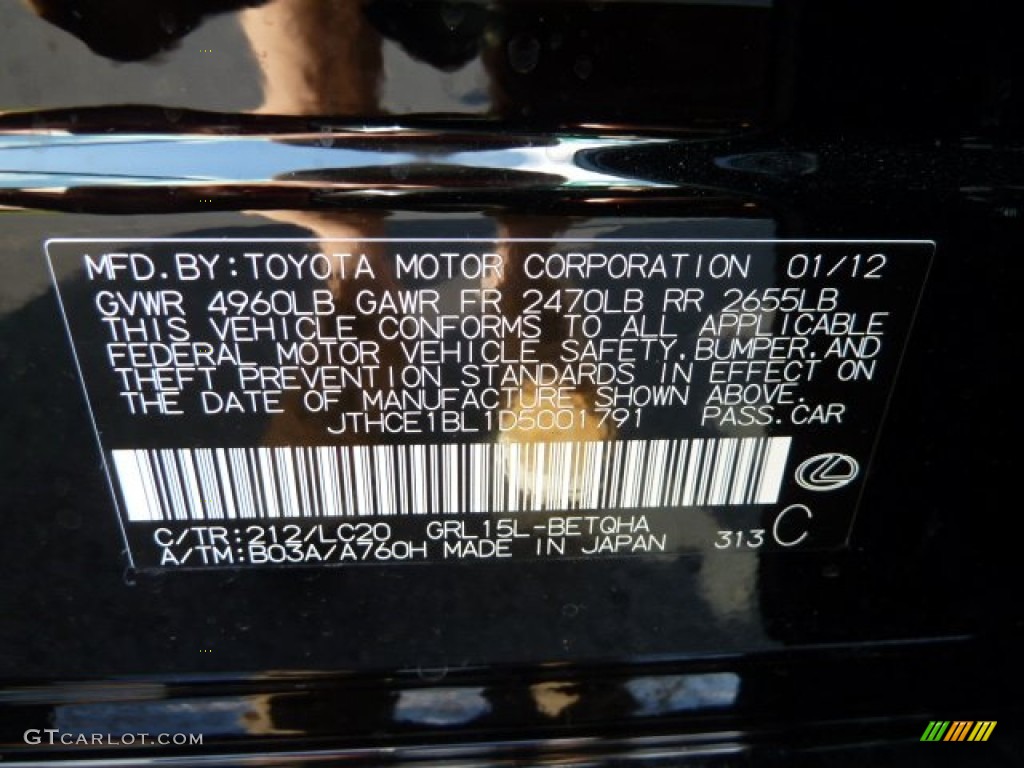 MFD.BY:TOYOTA MOTOR CORPORATION 01/12
GVWR 4960LB GAWR FR 2470LB RR 2655LB
THIS VEHICLE CONFORMS TO ALL APPLICABLE
FEDERAL MOTOR VEHICLE SAFETY,BUMPER,AND
THEFT PREVENTION STANDARDS IN EFFECT ON
THE DATE OF MANUFACTURE SHOWN ABOVE.
JTHCE1BL1D5001791 PASS.CAR
C/TR:212/LC20 GRL15L-BETQHA
A/TM:B03A/A760H MADE IN JAPAN 313 C
GTCARLOT.COM